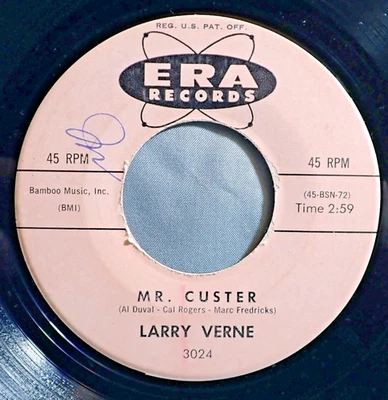 REG. U.S. PAT. OFF.
ERA
RECORDS
45 RPM
45 RPM
Bamboo Music, Inc.
(BMI)
(45-BSN-72)
Time 2:59
MR. CUSTER
(Al Duval - Cal Rogers - Marc Fredricks)
LARRY VERNE
3024